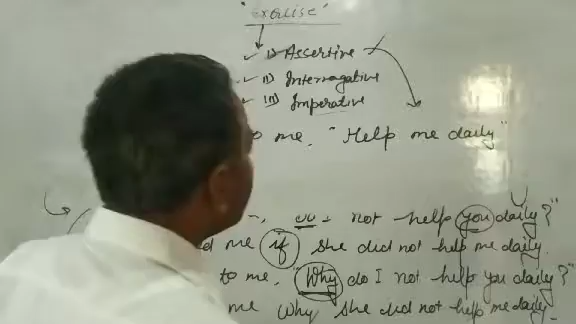 "Exercise"
✓ i) Assertive
✓ ii) Interrogative
✓ iii) Imperative
to me, "Help me daily"
not help you daily?"
me if she did not help me daily.
to me, "Why do I not help you daily?"
me Why she did not help me daily.